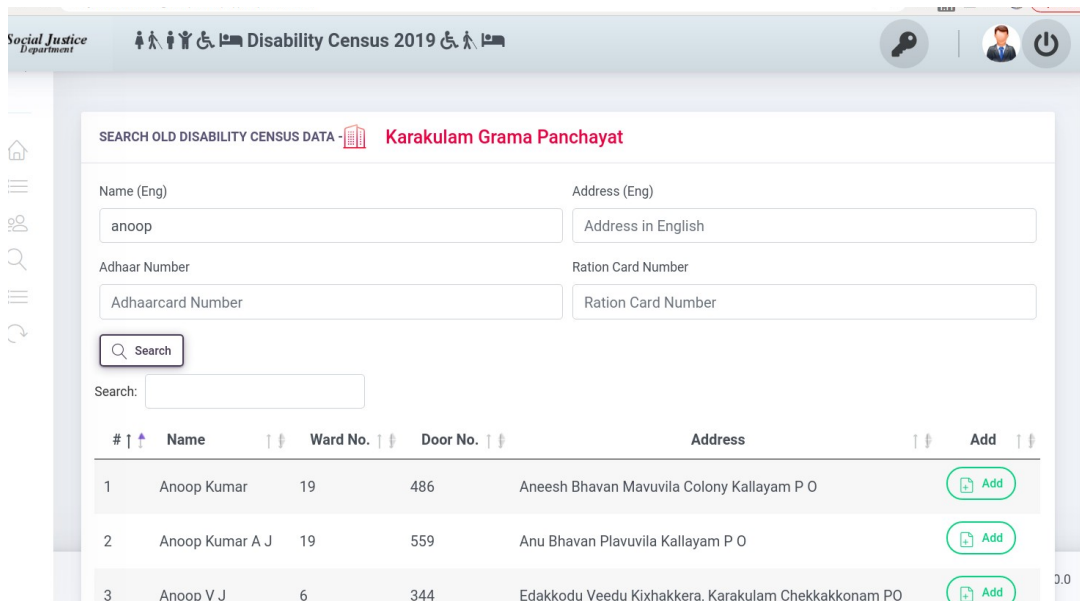 Social Justice
Department
Disability Census 2019
SEARCH OLD DISABILITY CENSUS DATA -
Karakulam Grama Panchayat
Name (Eng)
Address (Eng)
anoop
Address in English
Adhaar Number
Ration Card Number
Adhaarcard Number
Ration Card Number
Search
Search:
# Name Ward No. Door No. Address Add
1 Anoop Kumar 19 486 Aneesh Bhavan Mavuvila Colony Kallayam P O Add
2 Anoop Kumar A J 19 559 Anu Bhavan Plavuvila Kallayam P O Add
3 Anoop V J 6 344 Edakkodu Veedu Kixhakkera, Karakulam Chekkakkonam PO Add
0.0